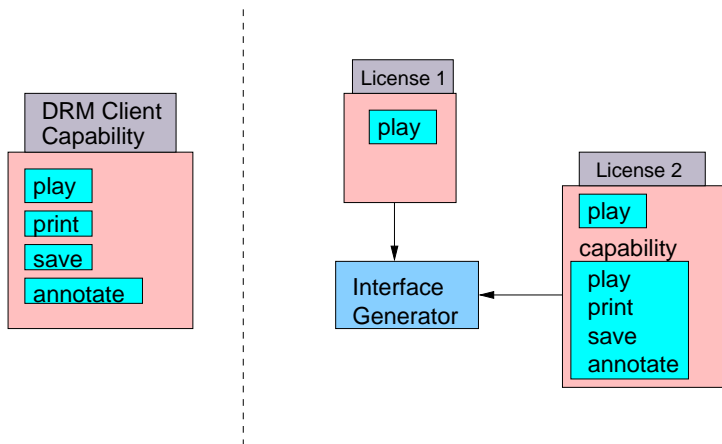 DRM Client
Capability
play
print
save
annotate
License 1
play
Interface
Generator
License 2
play
capability
play
print
save
annotate